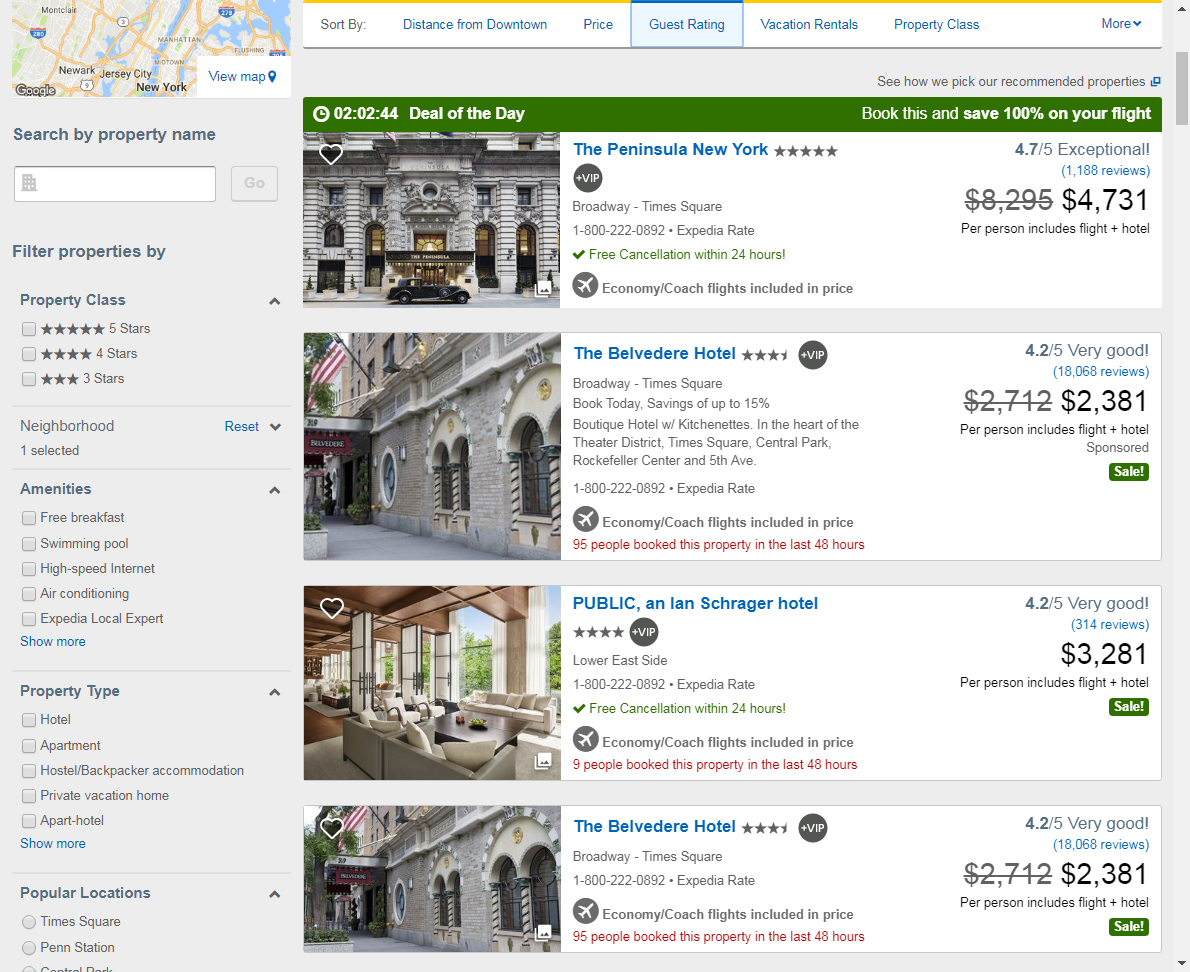 Montclair
278
3
280
MANHATTAN
FLUSHING
MIDTOWN
Newark
Jersey City
9
New York
Google
View map
Search by property name
Go
Filter properties by
Property Class
5 Stars
4 Stars
3 Stars
Neighborhood Reset
1 selected
Amenities
Free breakfast
Swimming pool
High-speed Internet
Air conditioning
Expedia Local Expert
Show more
Property Type
Hotel
Apartment
Hostel/Backpacker accommodation
Private vacation home
Apart-hotel
Show more
Popular Locations
Times Square
Penn Station
Central Park
Sort By: Distance from Downtown Price Guest Rating Vacation Rentals Property Class More
See how we pick our recommended properties
02:02:44 Deal of the Day Book this and save 100% on your flight
THE PENINSULA
The Peninsula New York
+VIP
Broadway - Times Square
1-800-222-0892 • Expedia Rate
Free Cancellation within 24 hours!
Economy/Coach flights included in price
4.7/5 Exceptional!
(1,188 reviews)
$8,295 $4,731
Per person includes flight + hotel
BELVEDERE
The Belvedere Hotel +VIP
Broadway - Times Square
Book Today, Savings of up to 15%
Boutique Hotel w/ Kitchenettes. In the heart of the
Theater District, Times Square, Central Park,
Rockefeller Center and 5th Ave.
1-800-222-0892 • Expedia Rate
Economy/Coach flights included in price
95 people booked this property in the last 48 hours
4.2/5 Very good!
(18,068 reviews)
$2,712 $2,381
Per person includes flight + hotel
Sponsored
Sale!
PUBLIC, an Ian Schrager hotel
+VIP
Lower East Side
1-800-222-0892 • Expedia Rate
Free Cancellation within 24 hours!
Economy/Coach flights included in price
9 people booked this property in the last 48 hours
4.2/5 Very good!
(314 reviews)
$3,281
Per person includes flight + hotel
Sale!
319
BELVEDERE
The Belvedere Hotel +VIP
Broadway - Times Square
1-800-222-0892 • Expedia Rate
Economy/Coach flights included in price
95 people booked this property in the last 48 hours
4.2/5 Very good!
(18,068 reviews)
$2,712 $2,381
Per person includes flight + hotel
Sale!